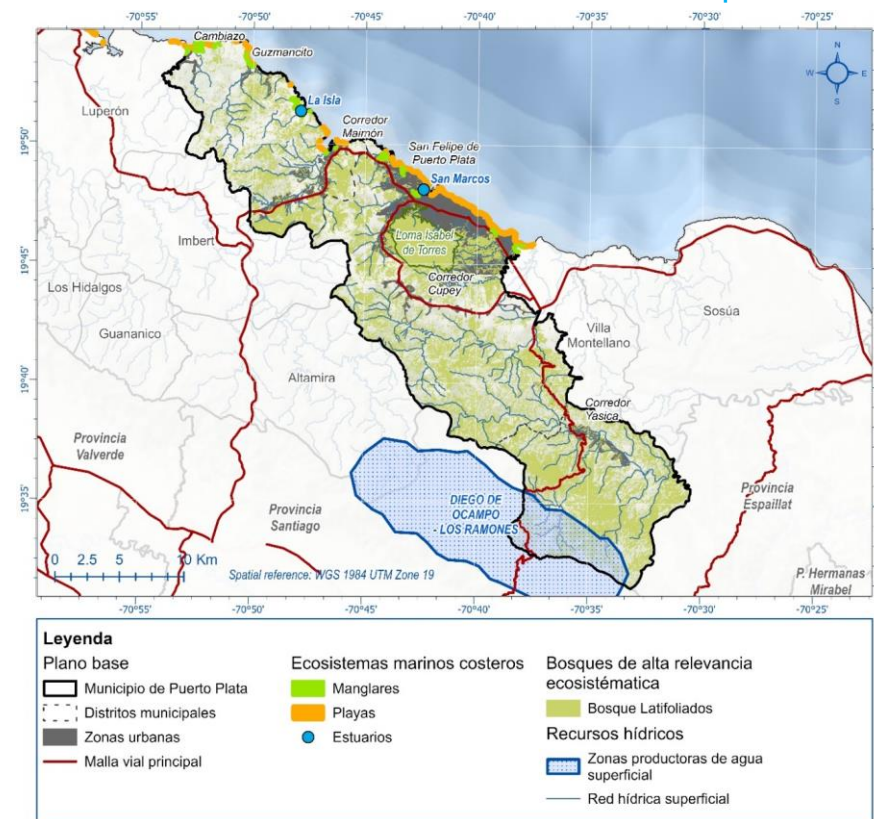 -70°55' -70°50' -70°45' -70°40' -70°35' -70°30' -70°25'
Cambiazo
Guzmancito
N
W E
S
La Isla
Luperón
Corredor
Maimón
19°50'
San Felipe de
Puerto Plata
San Marcos
Imbert
Loma Isabel
de Torres
19°45'
Corredor
Cupey
Los Hidalgos
Sosúa
Guananico
Villa
Montellano
Altamira
19°40'
Corredor
Yasica
Provincia
Valverde
Provincia
Santiago
DIEGO DE
OCAMPO
- LOS RAMONES
Provincia
Espaillat
19°35'
0 2.5 5 10 Km
Spatial reference: WGS 1984 UTM Zone 19
P. Hermanas
Mirabel
-70°55' -70°50' -70°45' -70°40' -70°35' -70°30' -70°25'
Leyenda
Plano base
Municipio de Puerto Plata
Distritos municipales
Zonas urbanas
Malla vial principal
Ecosistemas marinos costeros
Manglares
Playas
Estuarios
Bosques de alta relevancia
ecosistématica
Bosque Latifoliados
Recursos hídricos
Zonas productoras de agua
superficial
Red hídrica superficial